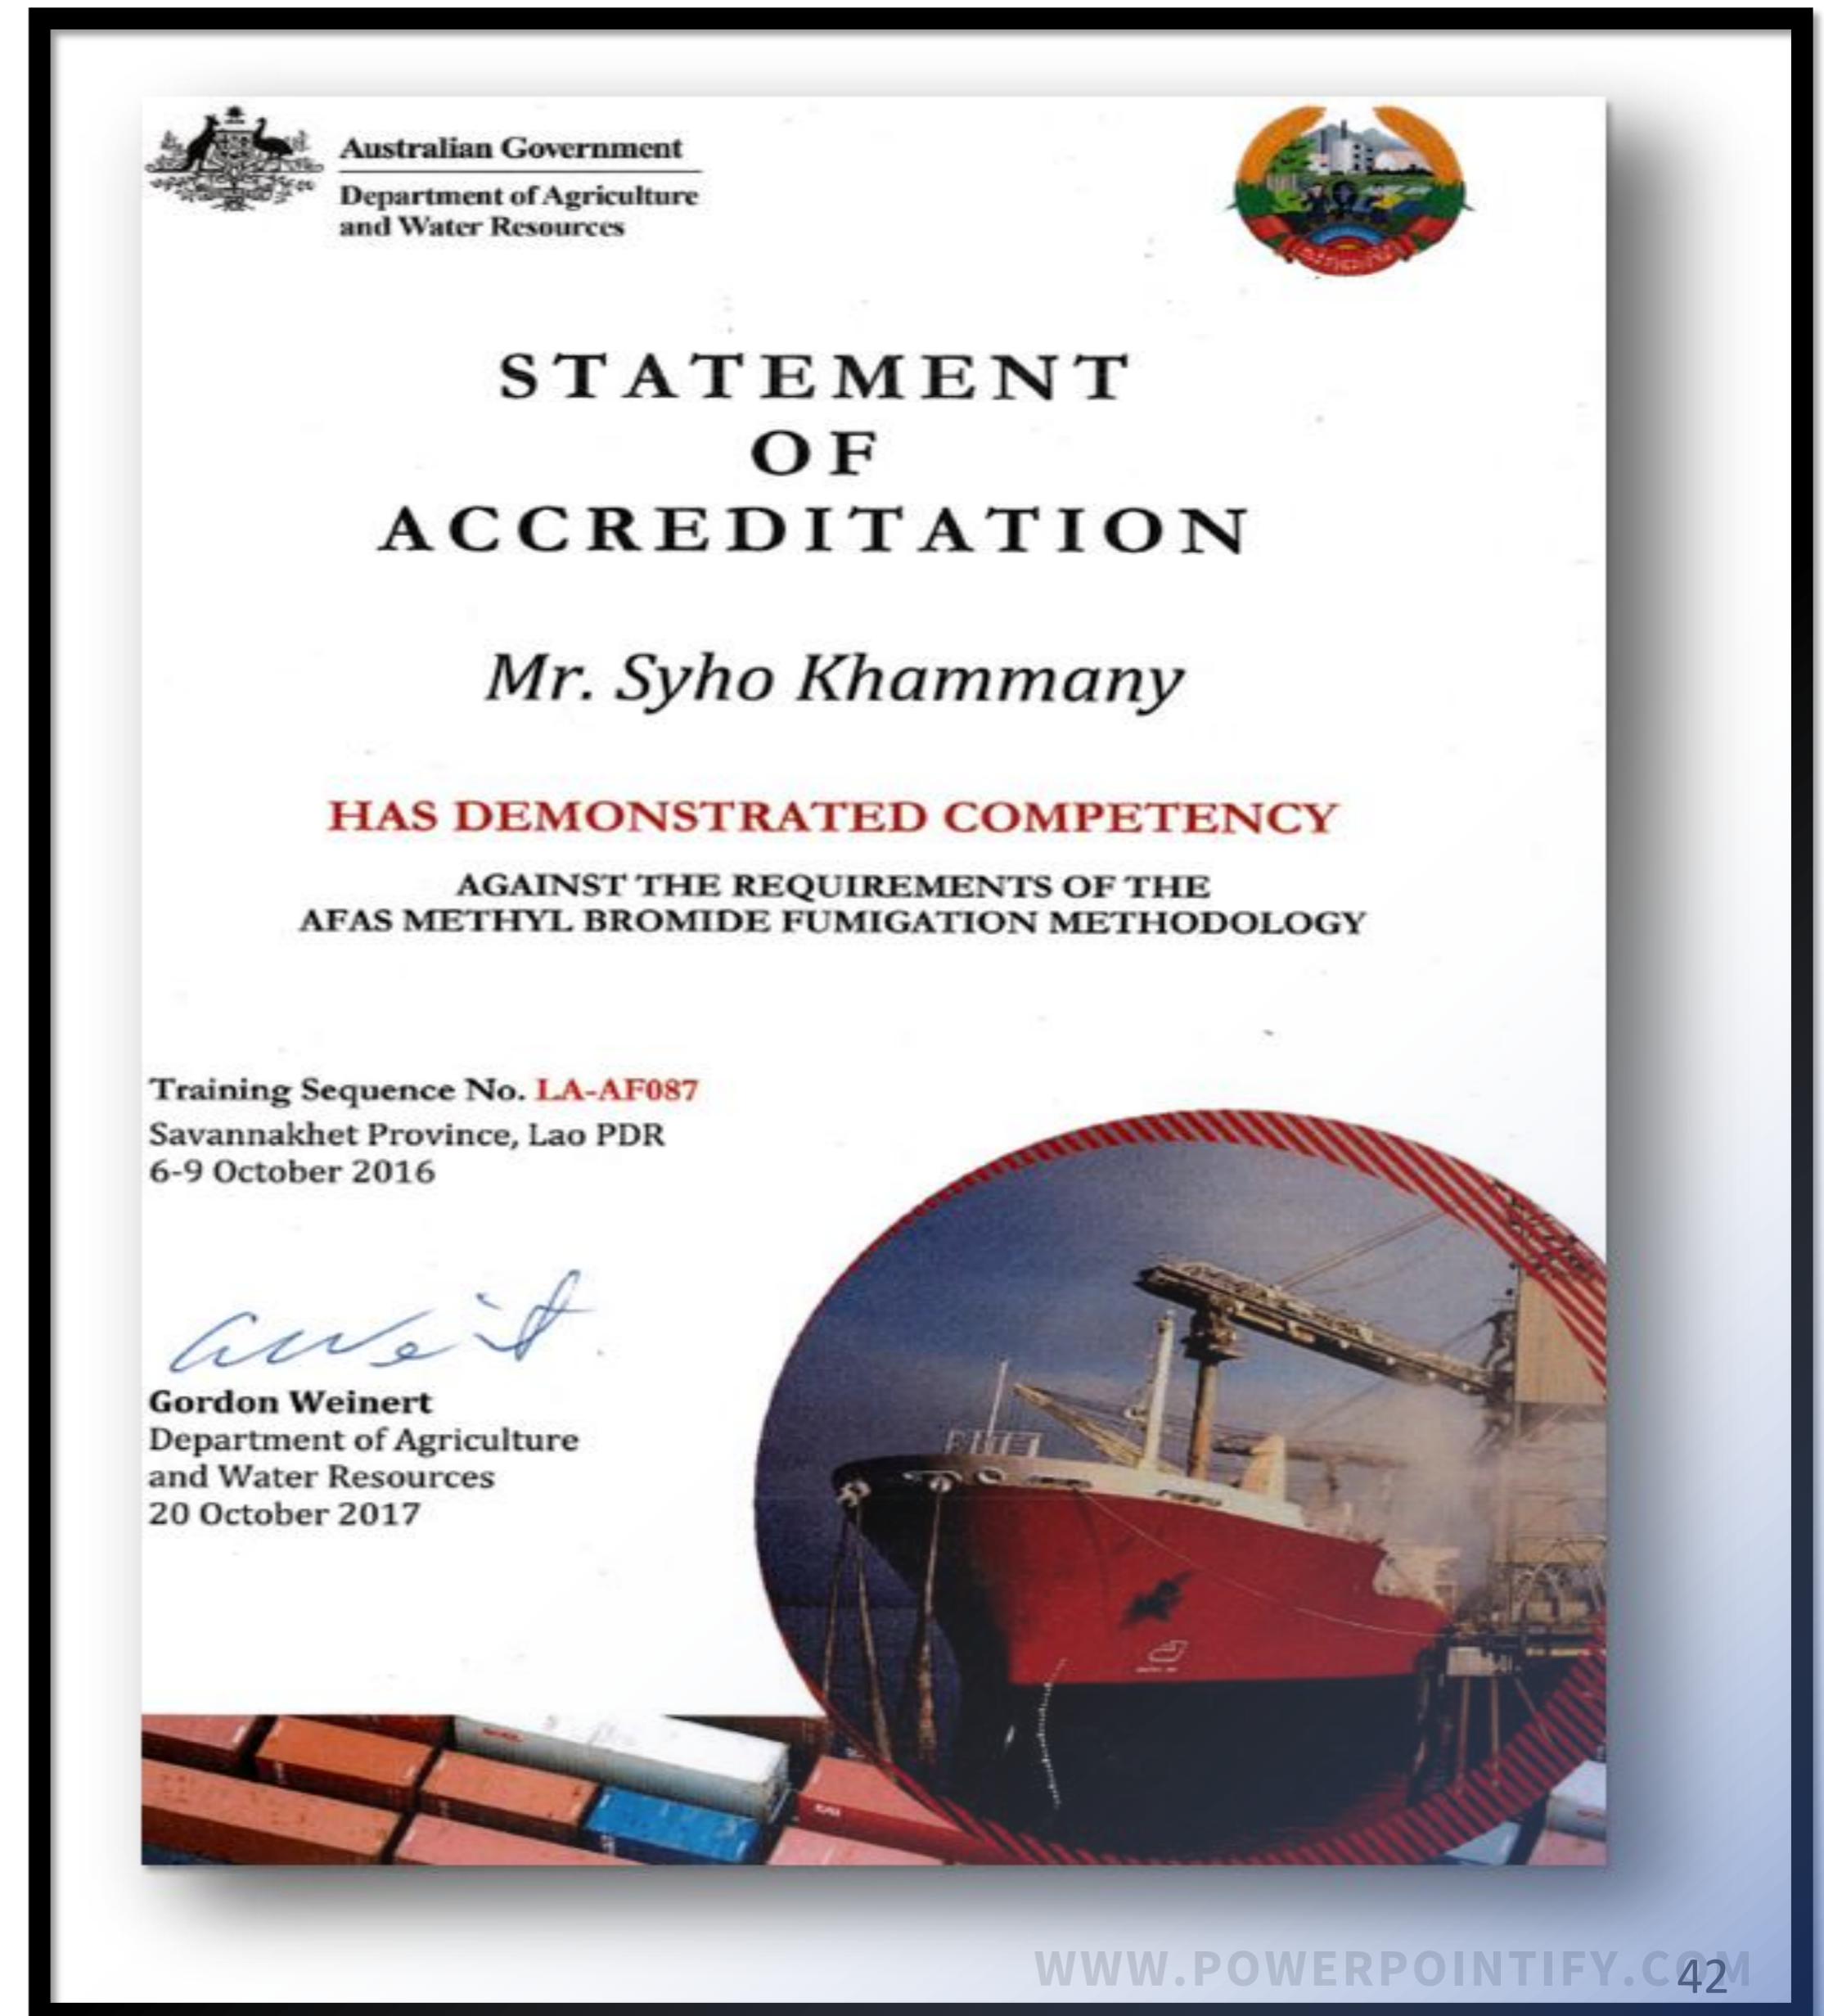 Australian Government
Department of Agriculture
and Water Resources
STATEMENT
OF
ACCREDITATION
Mr. Syho Khammany
HAS DEMONSTRATED COMPETENCY
AGAINST THE REQUIREMENTS OF THE
AFAS METHYL BROMIDE FUMIGATION METHODOLOGY
Training Sequence No. LA-AF087
Savannakhet Province, Lao PDR
6-9 October 2016
Gordon Weinert
Department of Agriculture
and Water Resources
20 October 2017
WWW.POWERPOINTIFY.COM
42